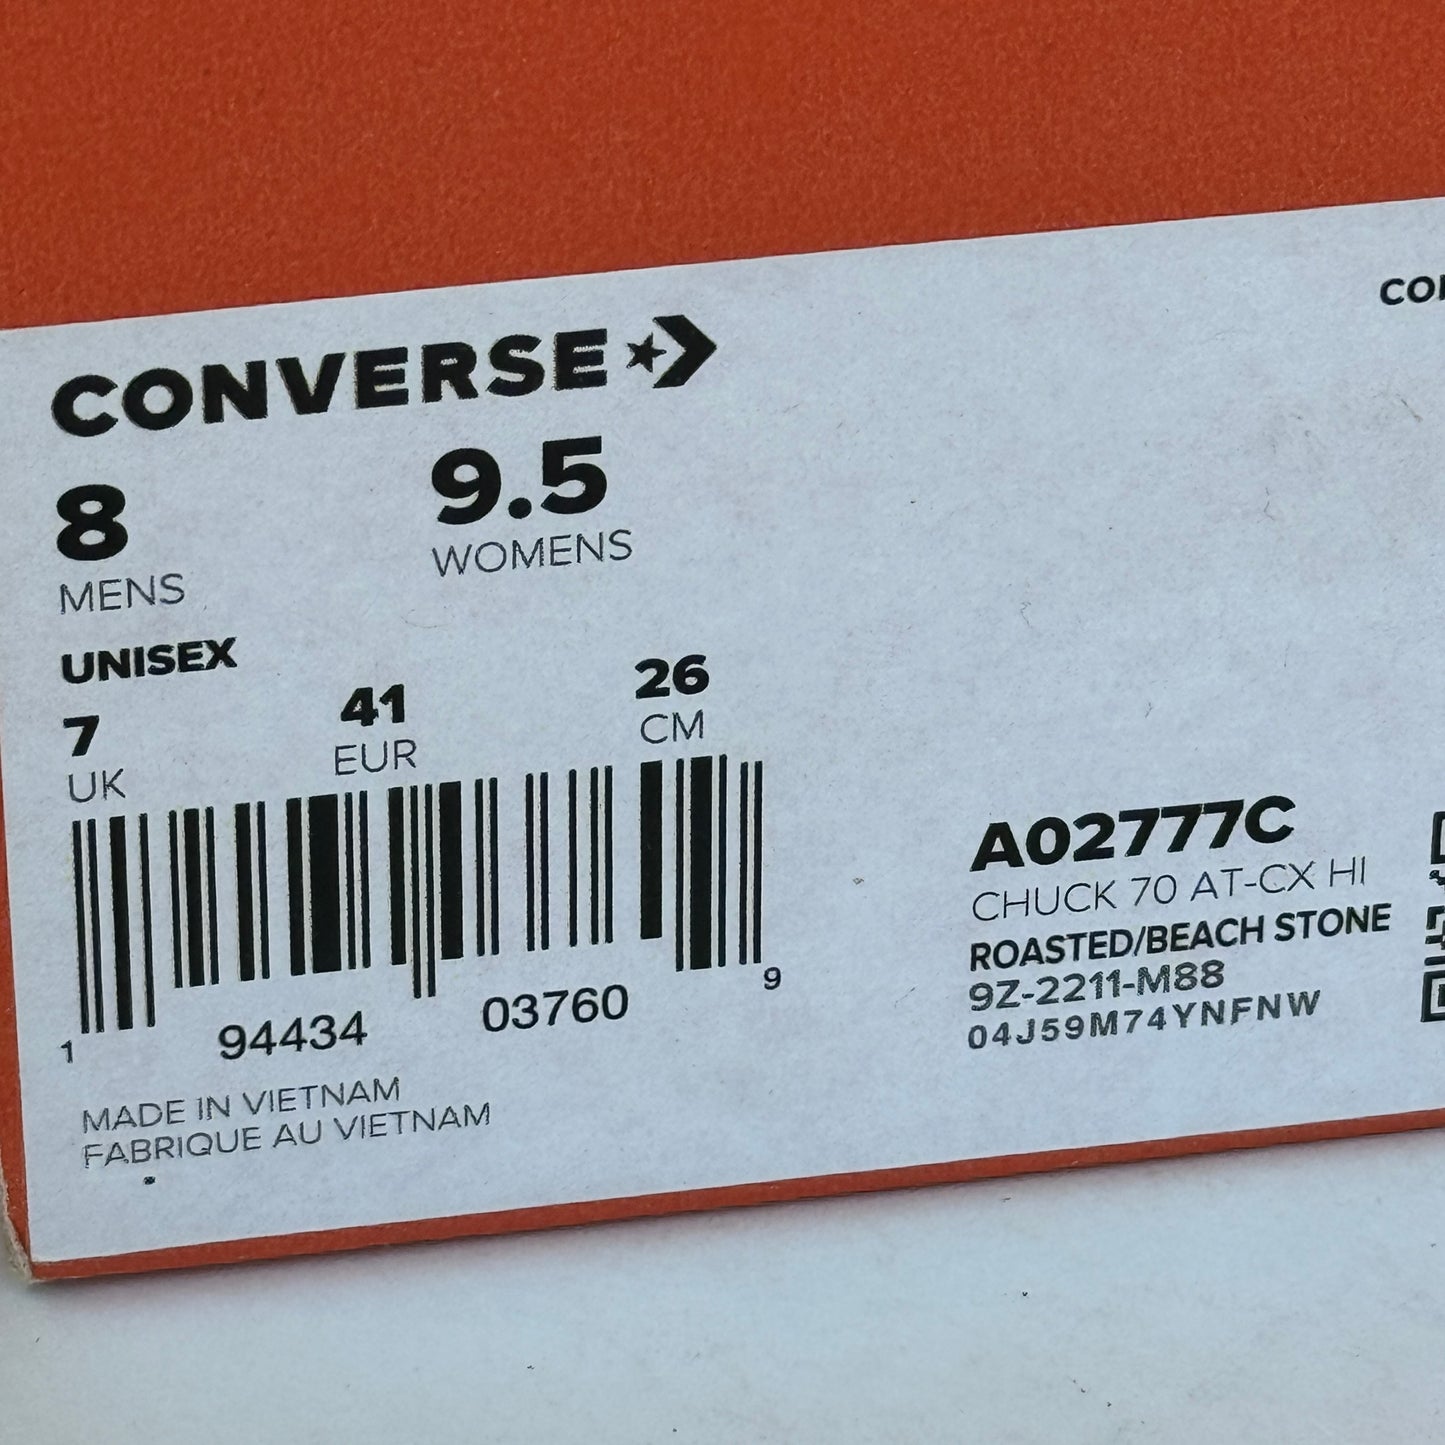 CONVERSE
8
MENS
9.5
WOMENS
UNISEX
7
UK
41
EUR
26
CM
1 94434 03760 9
MADE IN VIETNAM
FABRIQUE AU VIETNAM
A02777C
CHUCK 70 AT-CX HI
ROASTED/BEACH STONE
9Z-2211-M88
04J59M74YNFNW